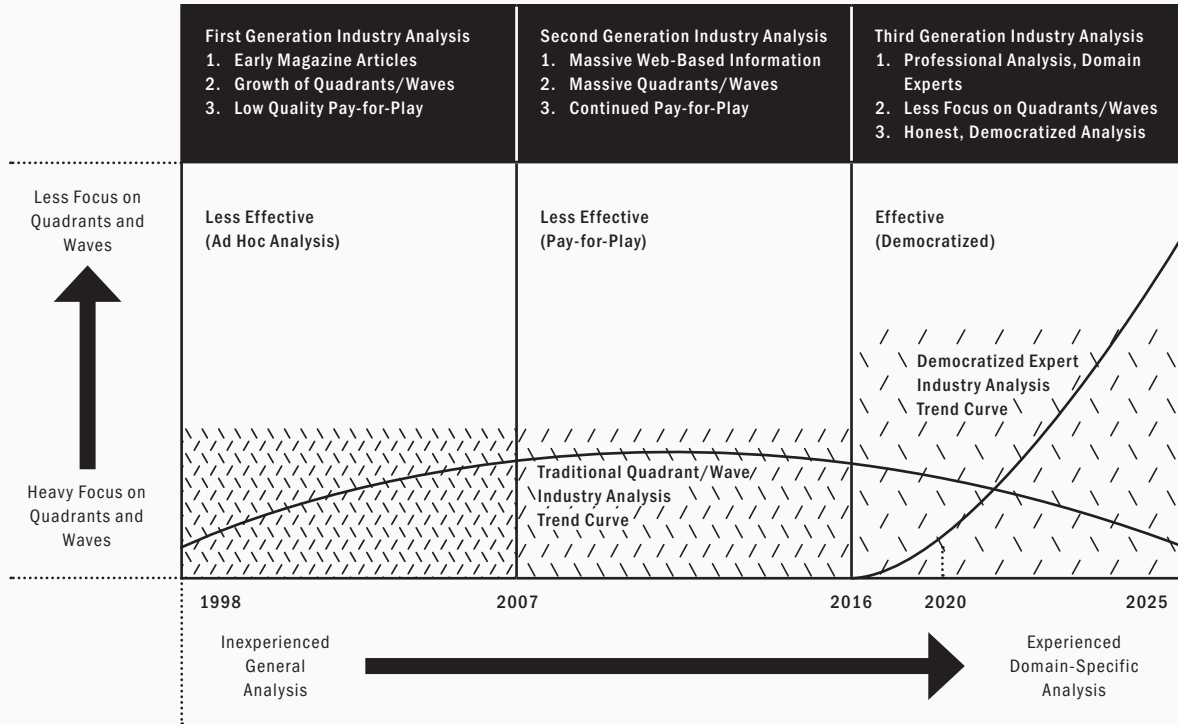 First Generation Industry Analysis
1. Early Magazine Articles
2. Growth of Quadrants/Waves
3. Low Quality Pay-for-Play
Second Generation Industry Analysis
1. Massive Web-Based Information
2. Massive Quadrants/Waves
3. Continued Pay-for-Play
Third Generation Industry Analysis
1. Professional Analysis, Domain
Experts
2. Less Focus on Quadrants/Waves
3. Honest, Democratized Analysis
Less Focus on
Quadrants and
Waves
Heavy Focus on
Quadrants and
Waves
Less Effective
(Ad Hoc Analysis)
Less Effective
(Pay-for-Play)
Effective
(Democratized)
Traditional Quadrant/Wave
Industry Analysis
Trend Curve
Democratized Expert
Industry Analysis
Trend Curve
1998
2007
2016
2020
2025
Inexperienced
General
Analysis
Experienced
Domain-Specific
Analysis